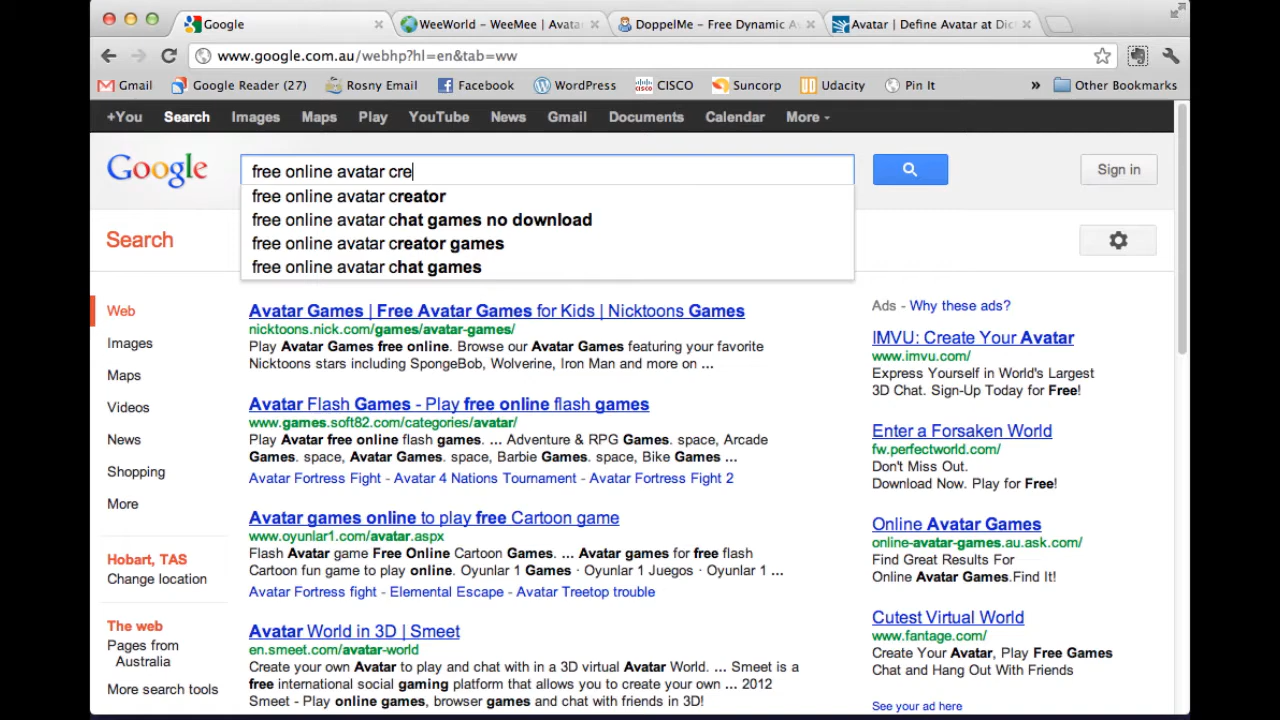 Google
WeeWorld - WeeMee | Avata
DoppelMe - Free Dynamic A
Avatar | Define Avatar at Dic
www.google.com.au/webhp?hl=en&tab=ww
Gmail
Google Reader (27)
Rosny Email
Facebook
WordPress
CISCO
Suncorp
Udacity
Pin It
»
Other Bookmarks
+You Search Images Maps Play YouTube News Gmail Documents Calendar More
Google
free online avatar cre
Sign in
free online avatar creator
free online avatar chat games no download
free online avatar creator games
free online avatar chat games
Search
Web
Images
Maps
Videos
News
Shopping
More
Hobart, TAS
Change location
The web
Pages from
Australia
More search tools
Avatar Games | Free Avatar Games for Kids | Nicktoons Games
nicktoons.nick.com/games/avatar-games/
Play Avatar Games free online. Browse our Avatar Games featuring your favorite
Nicktoons stars including SpongeBob, Wolverine, Iron Man and more on ...
Avatar Flash Games - Play free online flash games
www.games.soft82.com/categories/avatar/
Play Avatar free online flash games. ... Adventure & RPG Games. space, Arcade
Games. space, Avatar Games. space, Barbie Games. space, Bike Games ...
Avatar Fortress Fight - Avatar 4 Nations Tournament - Avatar Fortress Fight 2
Avatar games online to play free Cartoon game
www.oyunlar1.com/avatar.aspx
Flash Avatar game Free Online Cartoon Games. ... Avatar games for free flash
Cartoon fun game to play online. Oyunlar 1 Games · Oyunlar 1 Juegos · Oyunlar 1 ...
Avatar Fortress fight - Elemental Escape - Avatar Treetop trouble
Avatar World in 3D | Smeet
en.smeet.com/avatar-world
Create your own Avatar to play and chat with in a 3D virtual Avatar World. ... Smeet is a
free international social gaming platform that allows you to create your own ... 2012
Smeet - Play online games, browser games and chat with friends in 3D!
Ads - Why these ads?
IMVU: Create Your Avatar
www.imvu.com/
Express Yourself in World's Largest
3D Chat. Sign-Up Today for Free!
Enter a Forsaken World
fw.perfectworld.com/
Don't Miss Out.
Download Now. Play for Free!
Online Avatar Games
online-avatar-games.au.ask.com/
Find Great Results For
Online Avatar Games.Find It!
Cutest Virtual World
www.fantage.com/
Create Your Avatar, Play Free Games
Chat and Hang Out With Friends
See your ad here